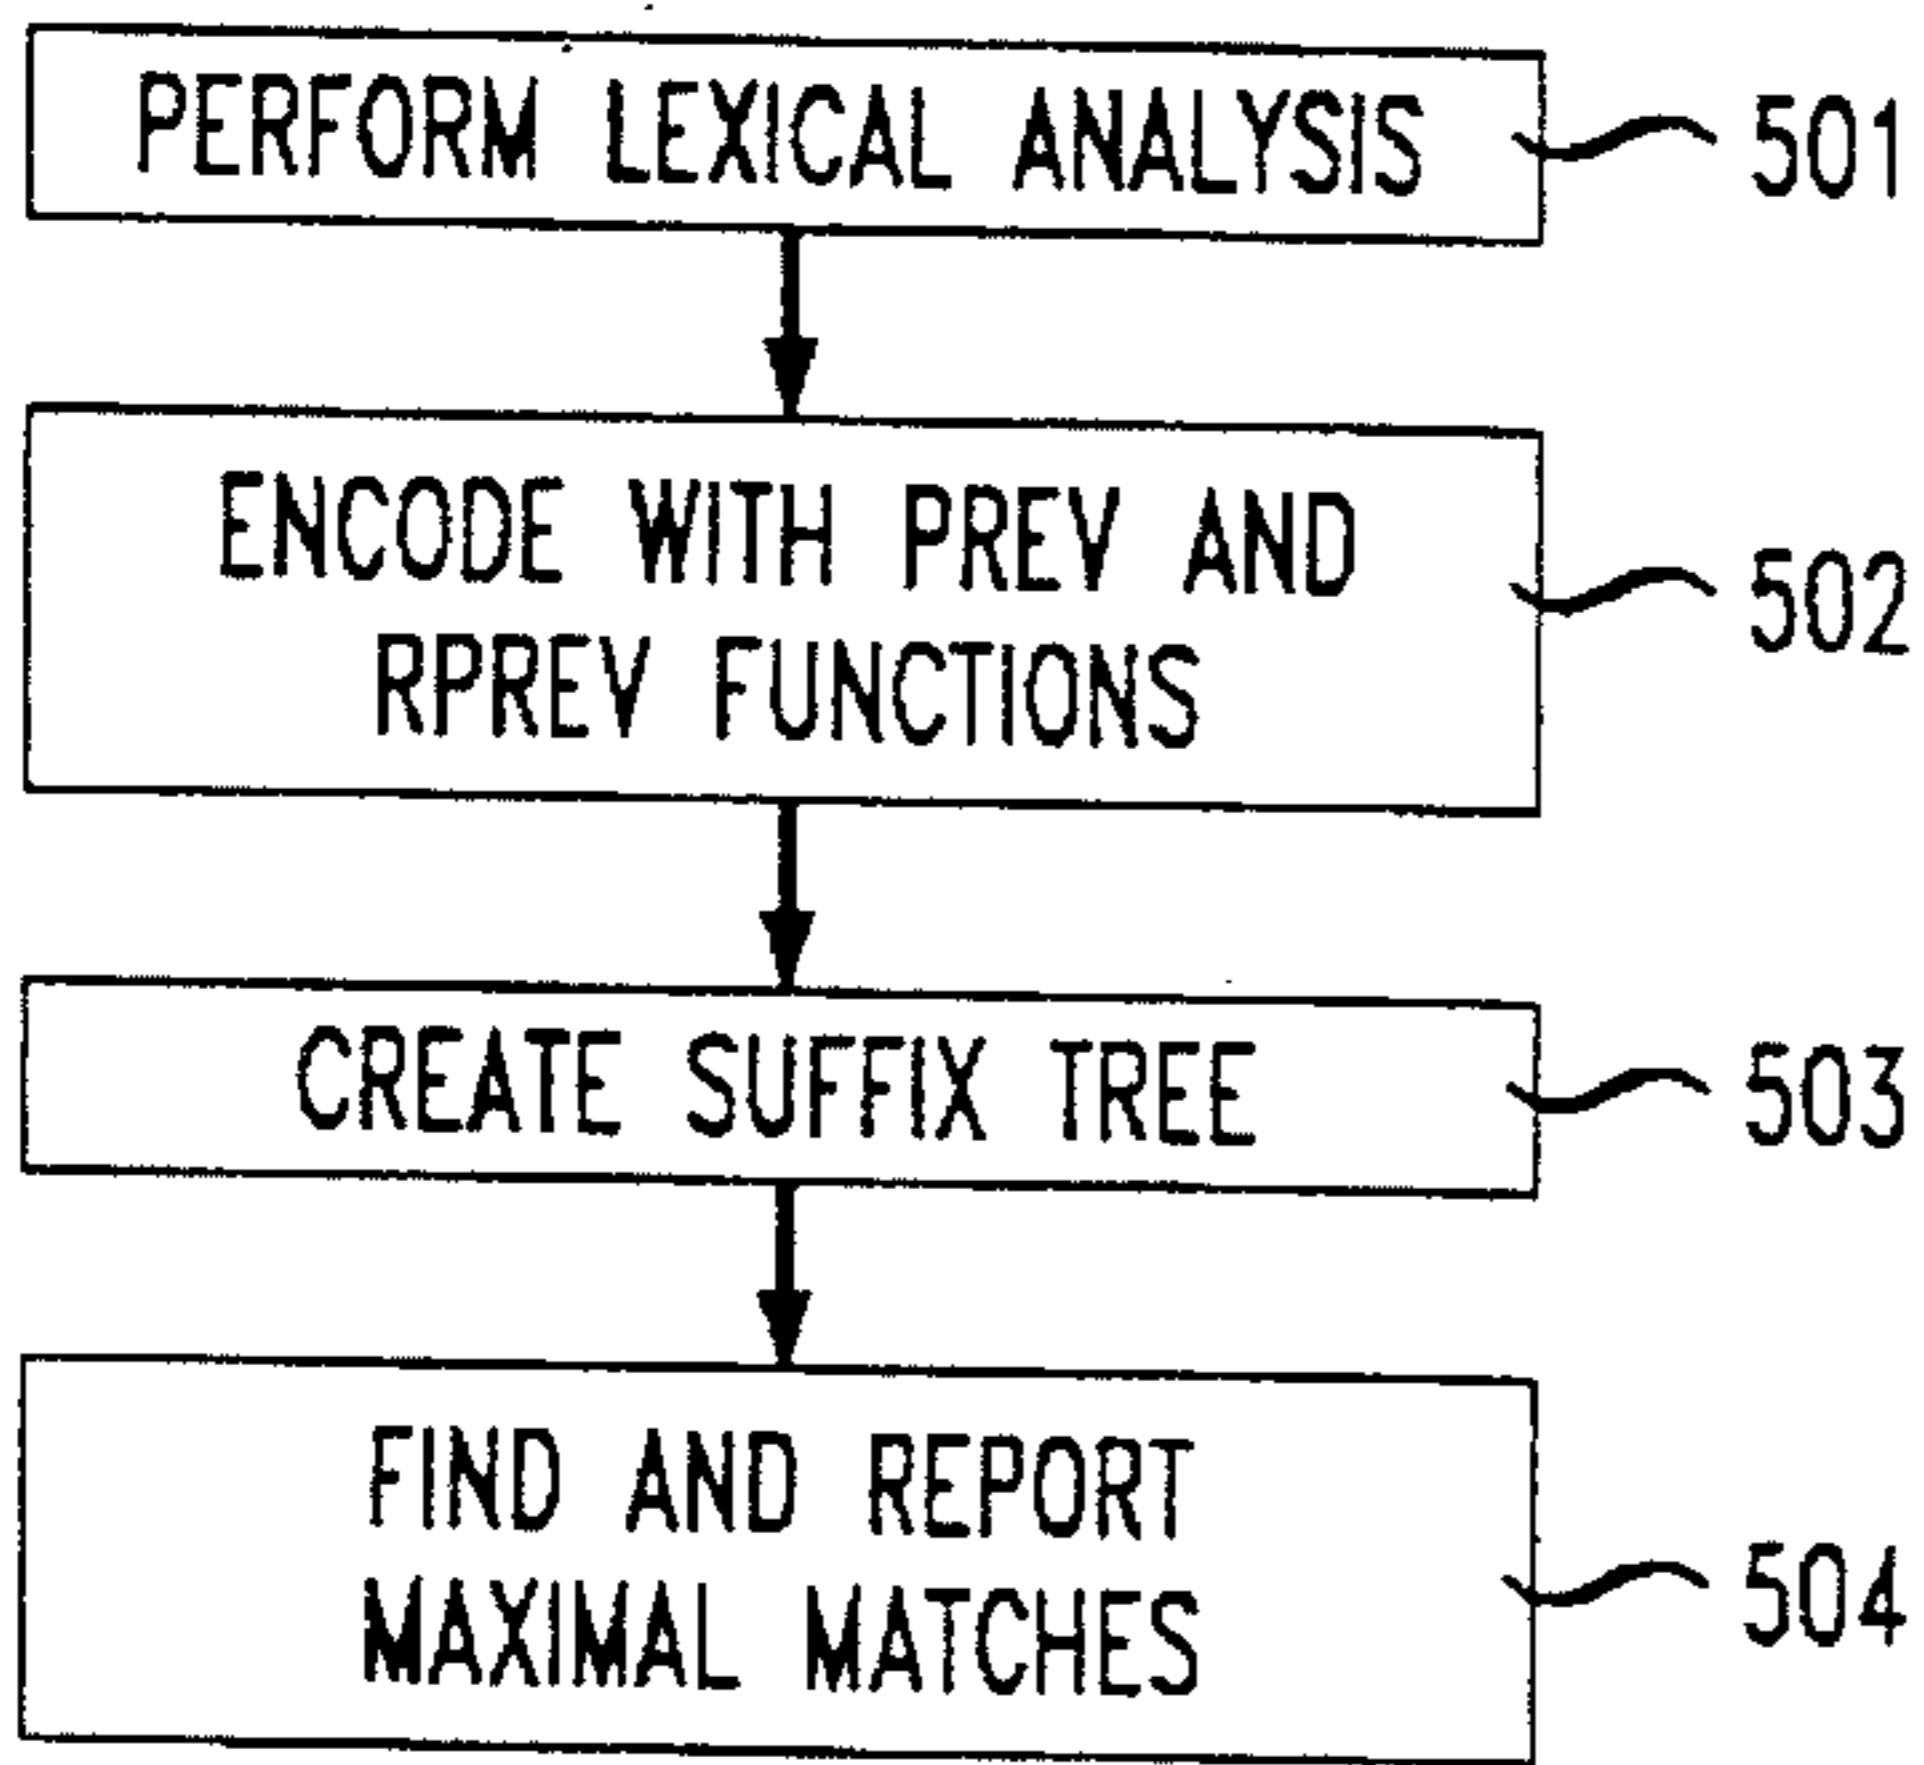 PERFORM LEXICAL ANALYSIS
501
ENCODE WITH PREV AND
RPREV FUNCTIONS
502
CREATE SUFFIX TREE
503
FIND AND REPORT
MAXIMAL MATCHES
504